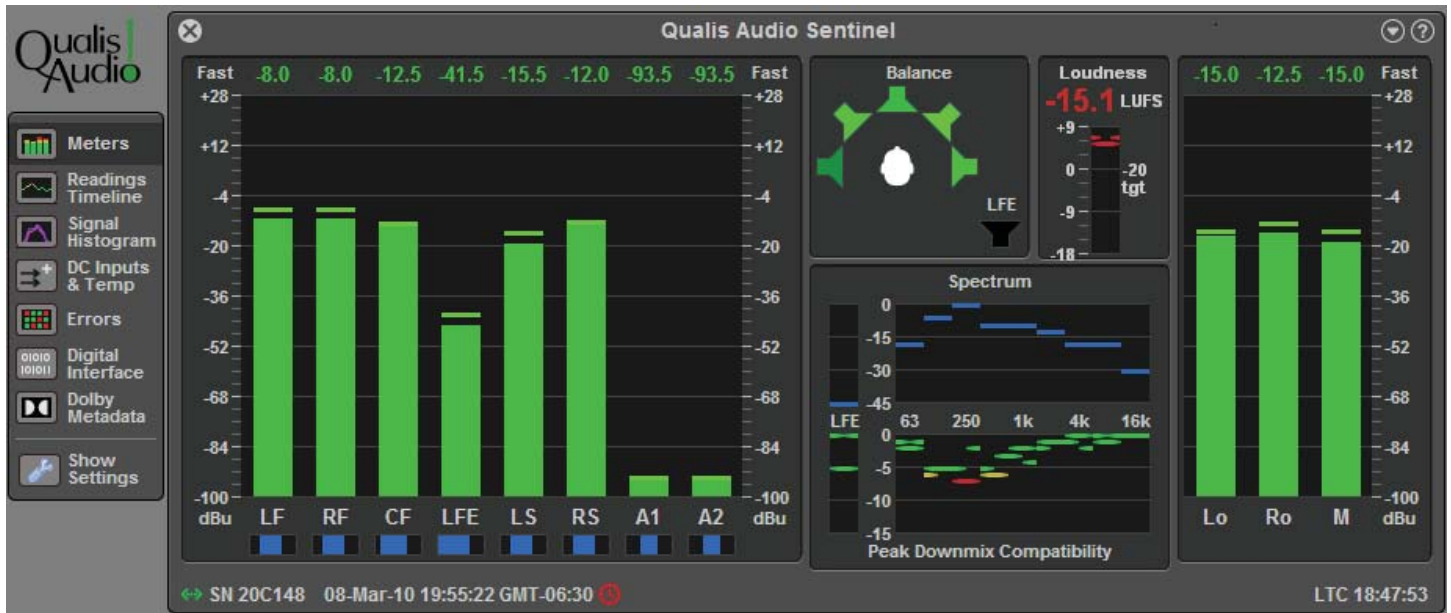 Qualis
Audio
Meters
Readings
Timeline
Signal
Histogram
DC Inputs
& Temp
Errors
01010
10101
Digital
Interface
Dolby
Metadata
Show
Settings
Qualis Audio Sentinel
?
Fast -8.0 -8.0 -12.5 -41.5 -15.5 -12.0 -93.5 -93.5 Fast
+28 +28
+12 +12
-4 -4
-20 -20
-36 -36
-52 -52
-68 -68
-84 -84
-100 -100
dBu LF RF CF LFE LS RS A1 A2 dBu
Balance
LFE
Loudness
-15.1 LUFS
+9
0 -20
tgt
-9
-18
Spectrum
0
-15
-30
-45
LFE 63 250 1k 4k 16k
0
-5
-10
-15
Peak Downmix Compatibility
-15.0 -12.5 -15.0 Fast
+28
+12
-4
-20
-36
-52
-68
-84
-100
Lo Ro M dBu
SN 20C148 08-Mar-10 19:55:22 GMT-06:30
LTC 18:47:53